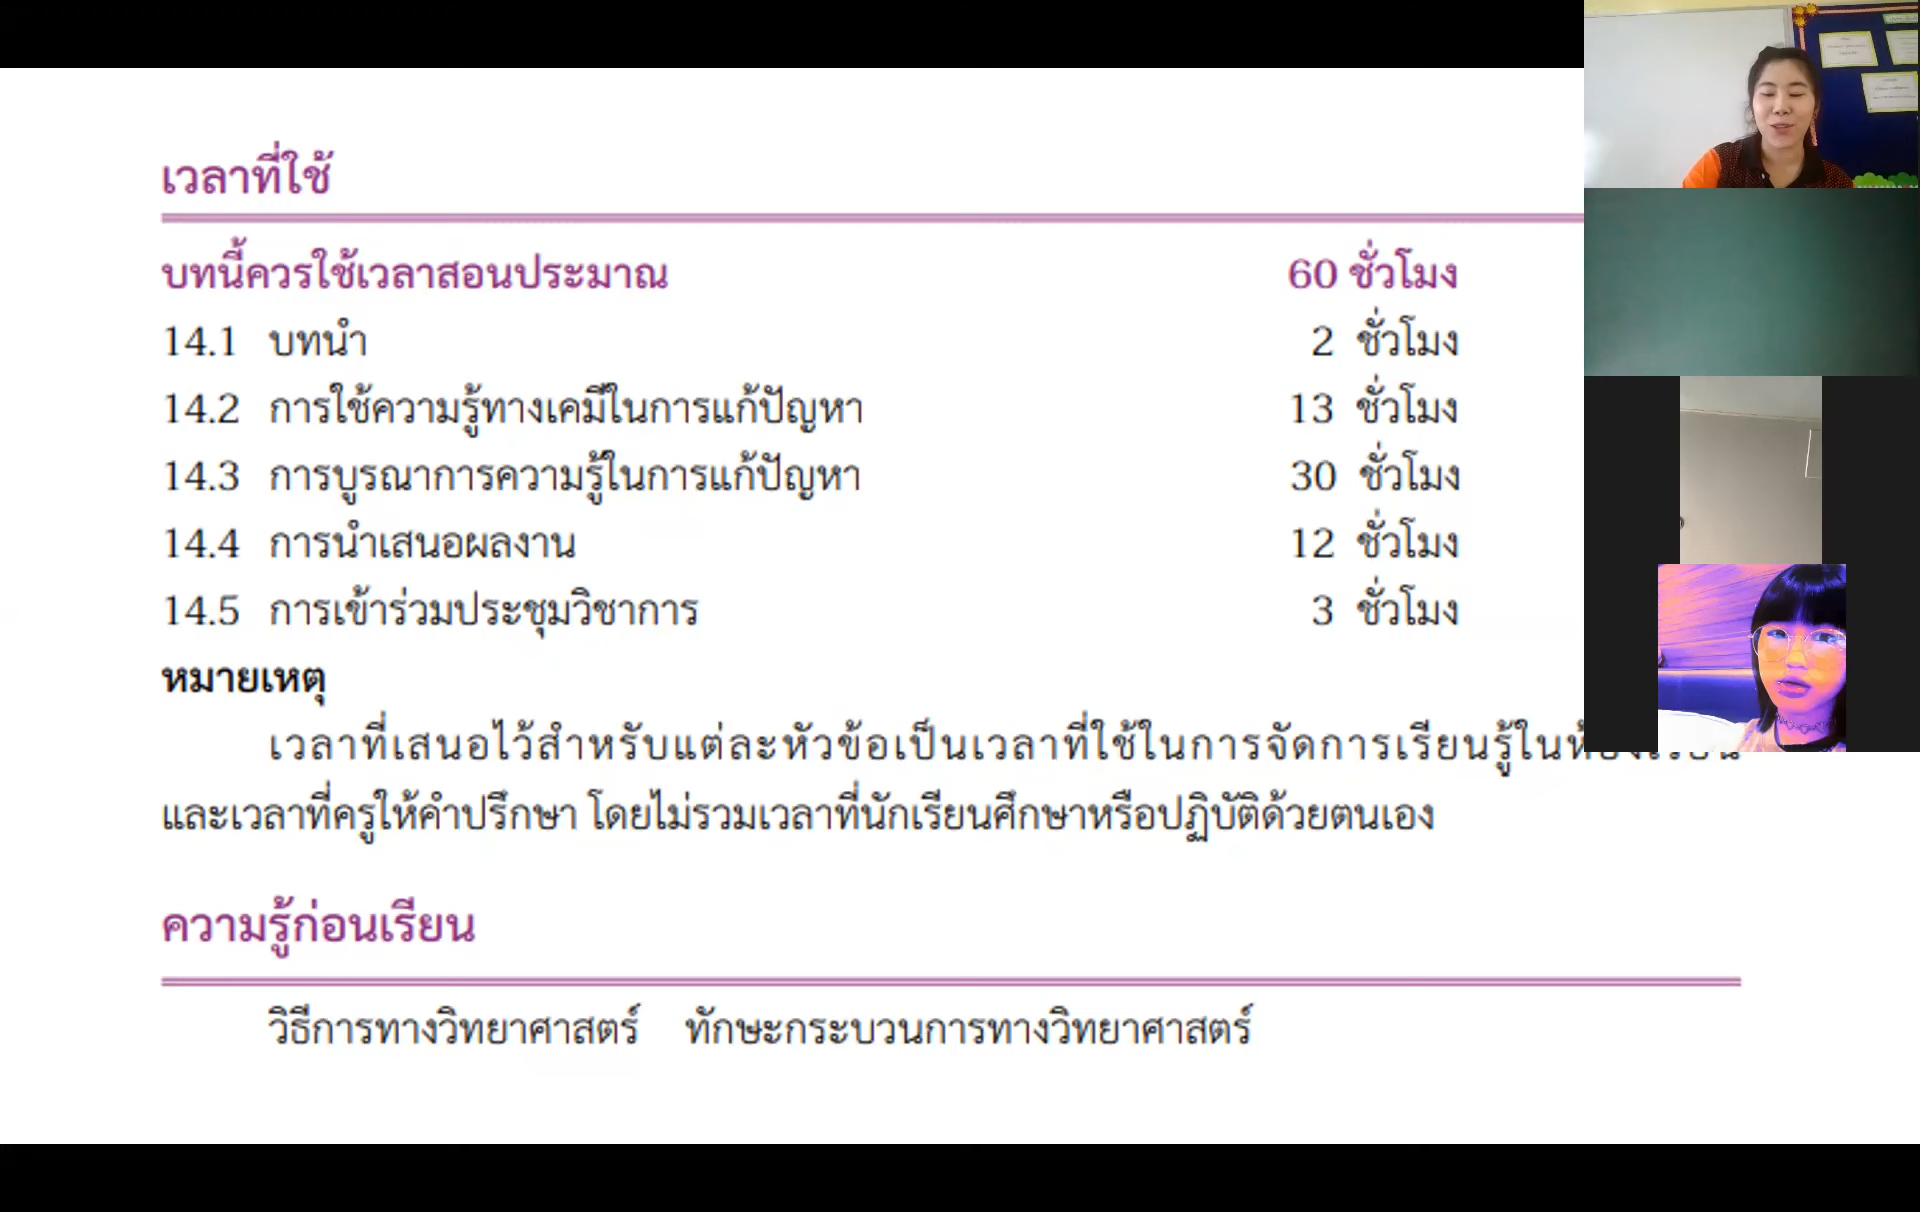 เวลาที่ใช้
บทนี้ควรใช้เวลาสอนประมาณ 60 ชั่วโมง
14.1 บทนำ 2 ชั่วโมง
14.2 การใช้ความรู้ทางเคมีในการแก้ปัญหา 13 ชั่วโมง
14.3 การบูรณาการความรู้ในการแก้ปัญหา 30 ชั่วโมง
14.4 การนำเสนอผลงาน 12 ชั่วโมง
14.5 การเข้าร่วมประชุมวิชาการ 3 ชั่วโมง
หมายเหตุ
เวลาที่เสนอไว้สำหรับแต่ละหัวข้อเป็นเวลาที่ใช้ในการจัดการเรียนรู้ใน
และเวลาที่ครูให้คำปรึกษา โดยไม่รวมเวลาที่นักเรียนศึกษาหรือปฏิบัติด้วยตนเอง
ความรู้ก่อนเรียน
วิธีการทางวิทยาศาสตร์ ทักษะกระบวนการทางวิทยาศาสตร์